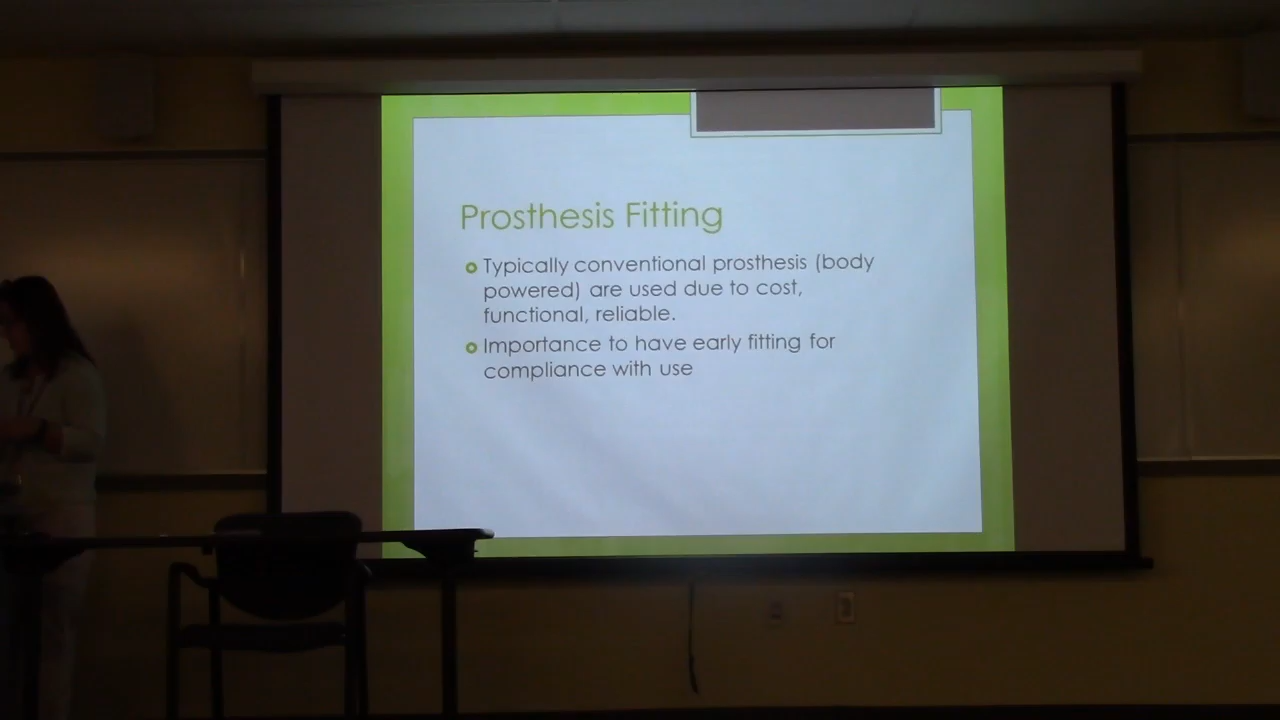 Prosthesis Fitting
Typically conventional prosthesis (body
powered) are used due to cost,
functional, reliable.
Importance to have early fitting for
compliance with use